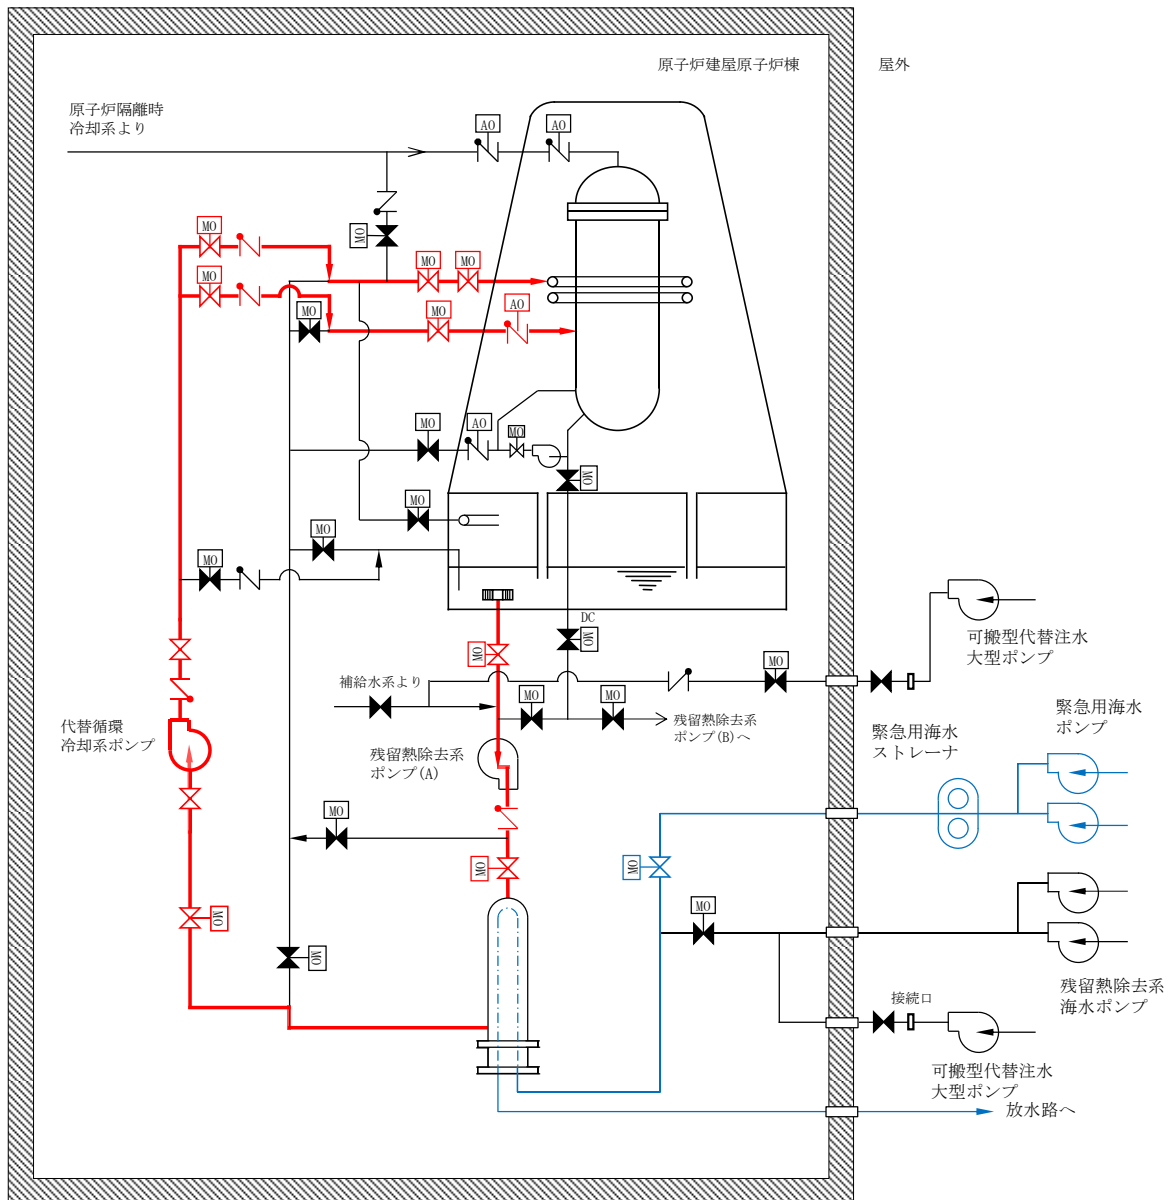 原子炉建屋原子炉棟
屋外
原子炉隔離時
冷却系より
AO
AO
MO
MO
MO
MO
MO
AO
MO
MO
MO
MO
AO
MO
MO
MO
MO
MO
DC
MO
MO
可搬型代替注水
大型ポンプ
補給水系より
MO
MO
MO
残留熱除去系
ポンプ(B)へ
緊急用海水
ポンプ
緊急用海水
ストレーナ
代替循環
冷却系ポンプ
残留熱除去系
ポンプ(A)
MO
MO
MO
MO
MO
MO
残留熱除去系
海水ポンプ
接続口
可搬型代替注水
大型ポンプ
放水路へ